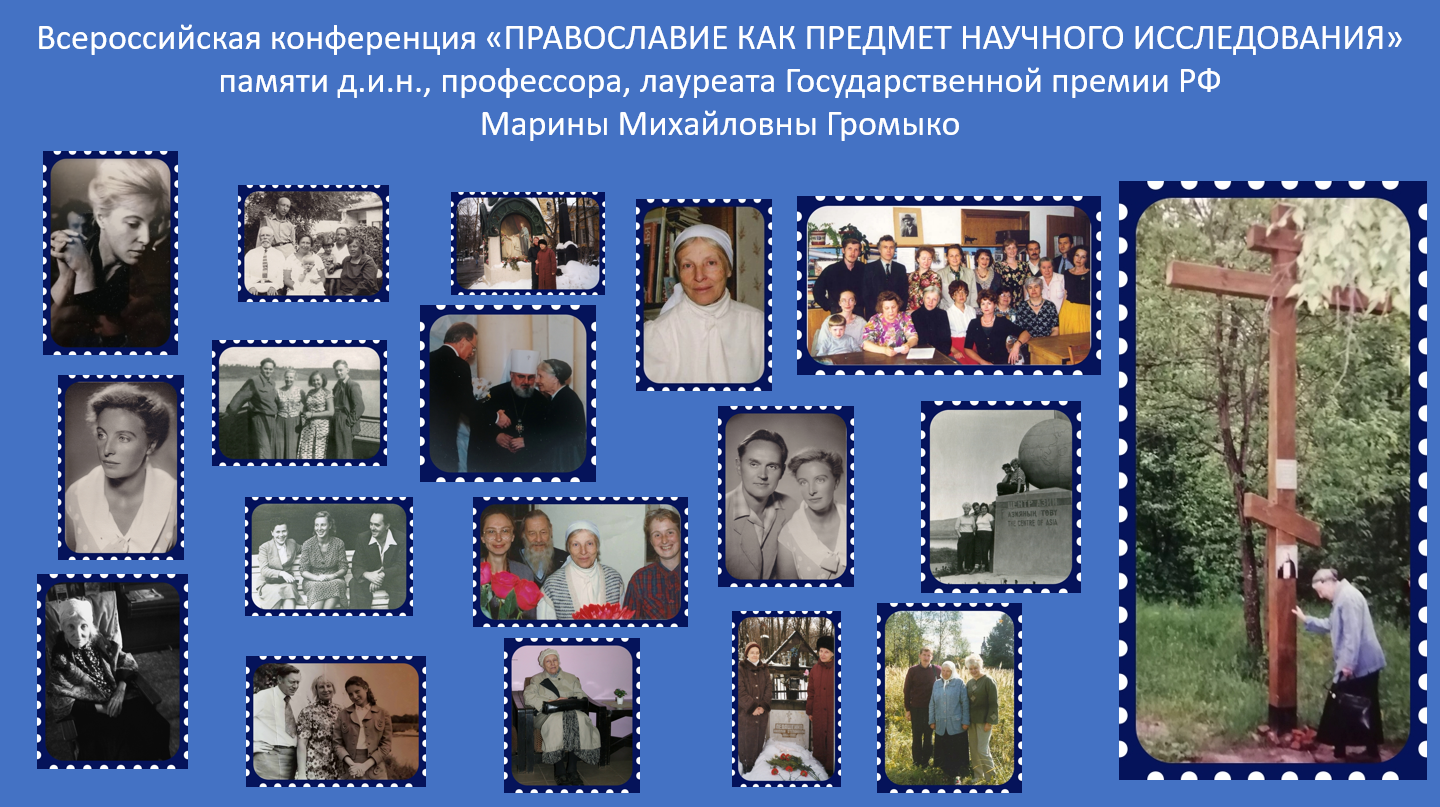 Всероссийская конференция «ПРАВОСЛАВИЕ КАК ПРЕДМЕТ НАУЧНОГО ИССЛЕДОВАНИЯ»
памяти д.и.н., профессора, лауреата Государственной премии РФ
Марины Михайловны Громыко
THE CENTRE OF ASIA